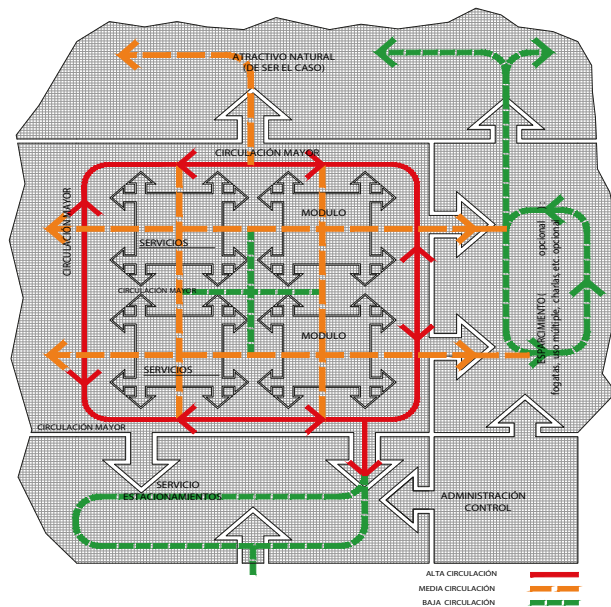 ATRACTIVO NATURAL
(DE SER EL CASO)
CIRCULACIÓN MAYOR
CIRCULACIÓN MAYOR
MODULO
SERVICIOS
CIRCULACIÓN MAYOR
MODULO
SERVICIOS
ESPARCIMIENTO( opcional ):
fogatas, uso múltiple, charlas, etc opcional
CIRCULACIÓN MAYOR
SERVICIO
ESTACIONAMIENTOS
ADMINISTRACIÓN
CONTROL
ALTA CIRCULACIÓN
MEDIA CIRCULACIÓN
BAJA CIRCULACIÓN